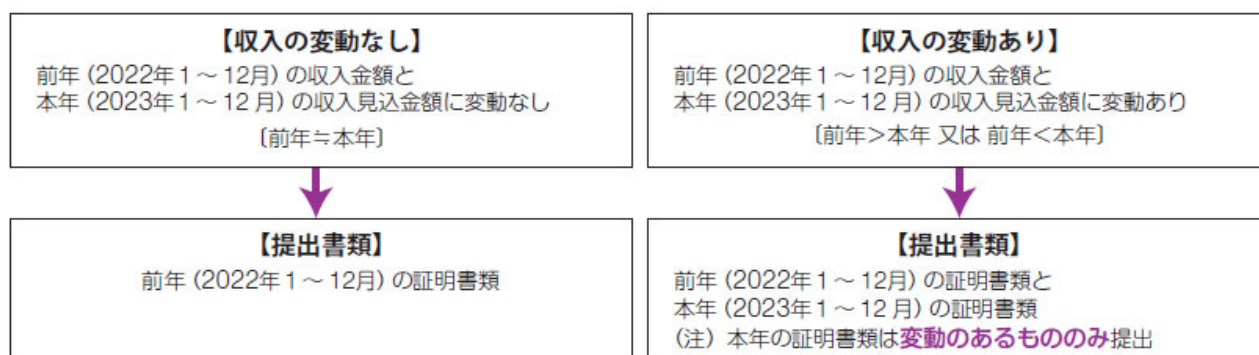 【収入の変動なし】
前年（2022年1～12月）の収入金額と
本年（2023年1～12月）の収入見込金額に変動なし
〔前年≒本年〕
【提出書類】
前年（2022年1～12月）の証明書類
【収入の変動あり】
前年（2022年1～12月）の収入金額と
本年（2023年1～12月）の収入見込金額に変動あり
〔前年＞本年 又は 前年＜本年〕
【提出書類】
前年（2022年1～12月）の証明書類と
本年（2023年1～12月）の証明書類
（注）本年の証明書類は変動のあるもののみ提出